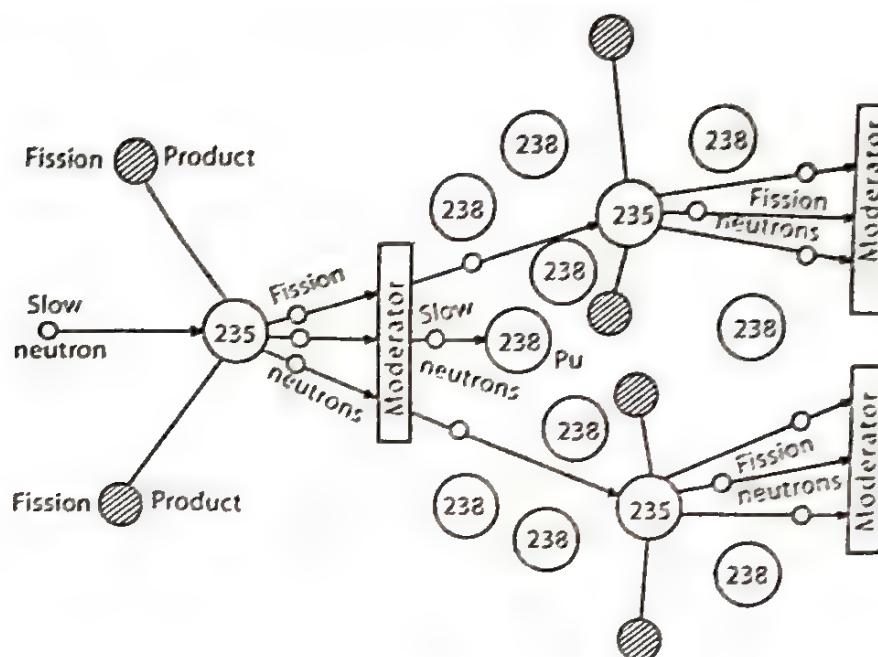 238
238
238
235
Fission
neutrons
Moderator
Fission Product
Slow
neutron
235
Fission
neutrons
Moderator
238
Slow
neutrons
238
Pu
238
238
235
Fission
neutrons
Moderator
Fission Product
238
238
238